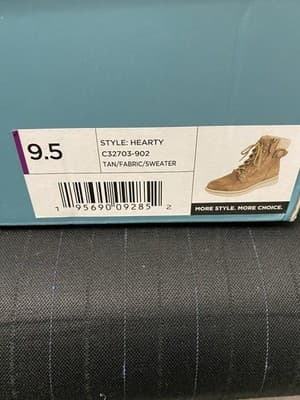 9.5
STYLE: HEARTY
C32703-902
TAN/FABRIC/SWEATER
1 95690 09285 2
MORE STYLE. MORE CHOICE.